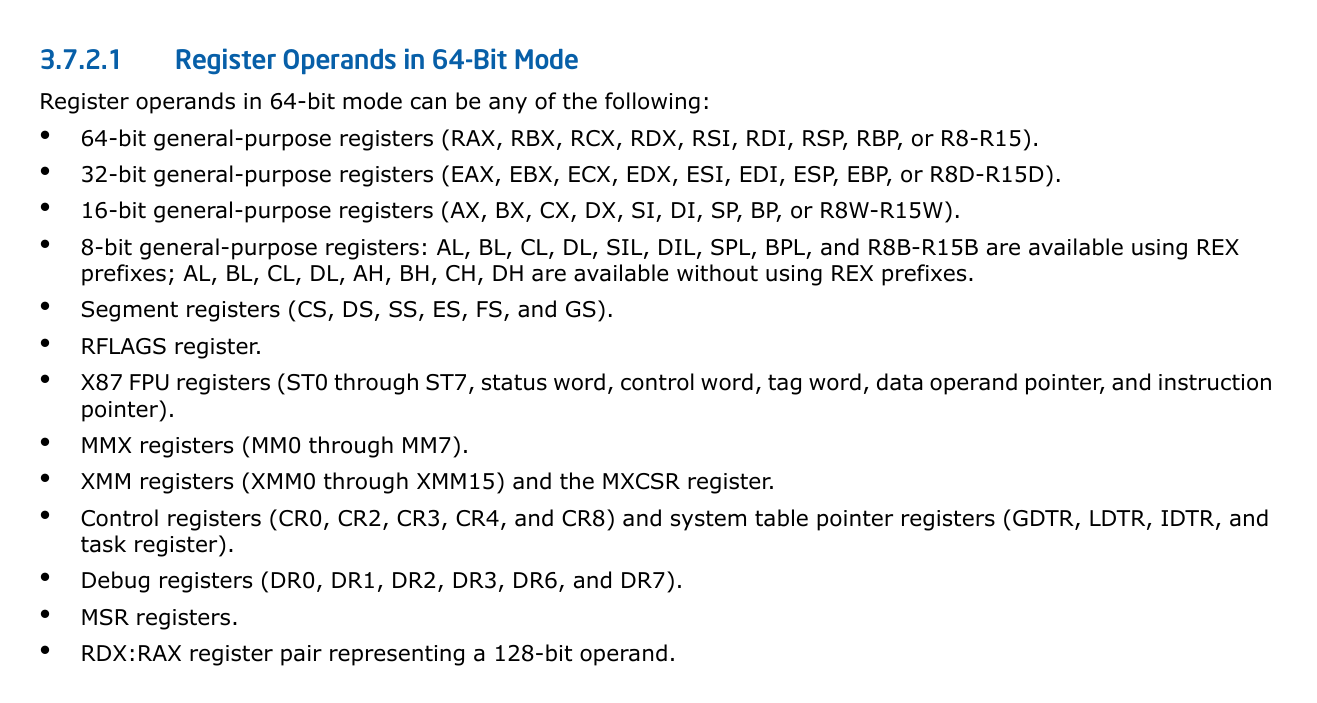 3.7.2.1 Register Operands in 64-Bit Mode
Register operands in 64-bit mode can be any of the following:
• 64-bit general-purpose registers (RAX, RBX, RCX, RDX, RSI, RDI, RSP, RBP, or R8-R15).
• 32-bit general-purpose registers (EAX, EBX, ECX, EDX, ESI, EDI, ESP, EBP, or R8D-R15D).
• 16-bit general-purpose registers (AX, BX, CX, DX, SI, DI, SP, BP, or R8W-R15W).
• 8-bit general-purpose registers: AL, BL, CL, DL, SIL, DIL, SPL, BPL, and R8B-R15B are available using REX
prefixes; AL, BL, CL, DL, AH, BH, CH, DH are available without using REX prefixes.
• Segment registers (CS, DS, SS, ES, FS, and GS).
• RFLAGS register.
• X87 FPU registers (ST0 through ST7, status word, control word, tag word, data operand pointer, and instruction
pointer).
• MMX registers (MM0 through MM7).
• XMM registers (XMM0 through XMM15) and the MXCSR register.
• Control registers (CR0, CR2, CR3, CR4, and CR8) and system table pointer registers (GDTR, LDTR, IDTR, and
task register).
• Debug registers (DR0, DR1, DR2, DR3, DR6, and DR7).
• MSR registers.
• RDX:RAX register pair representing a 128-bit operand.